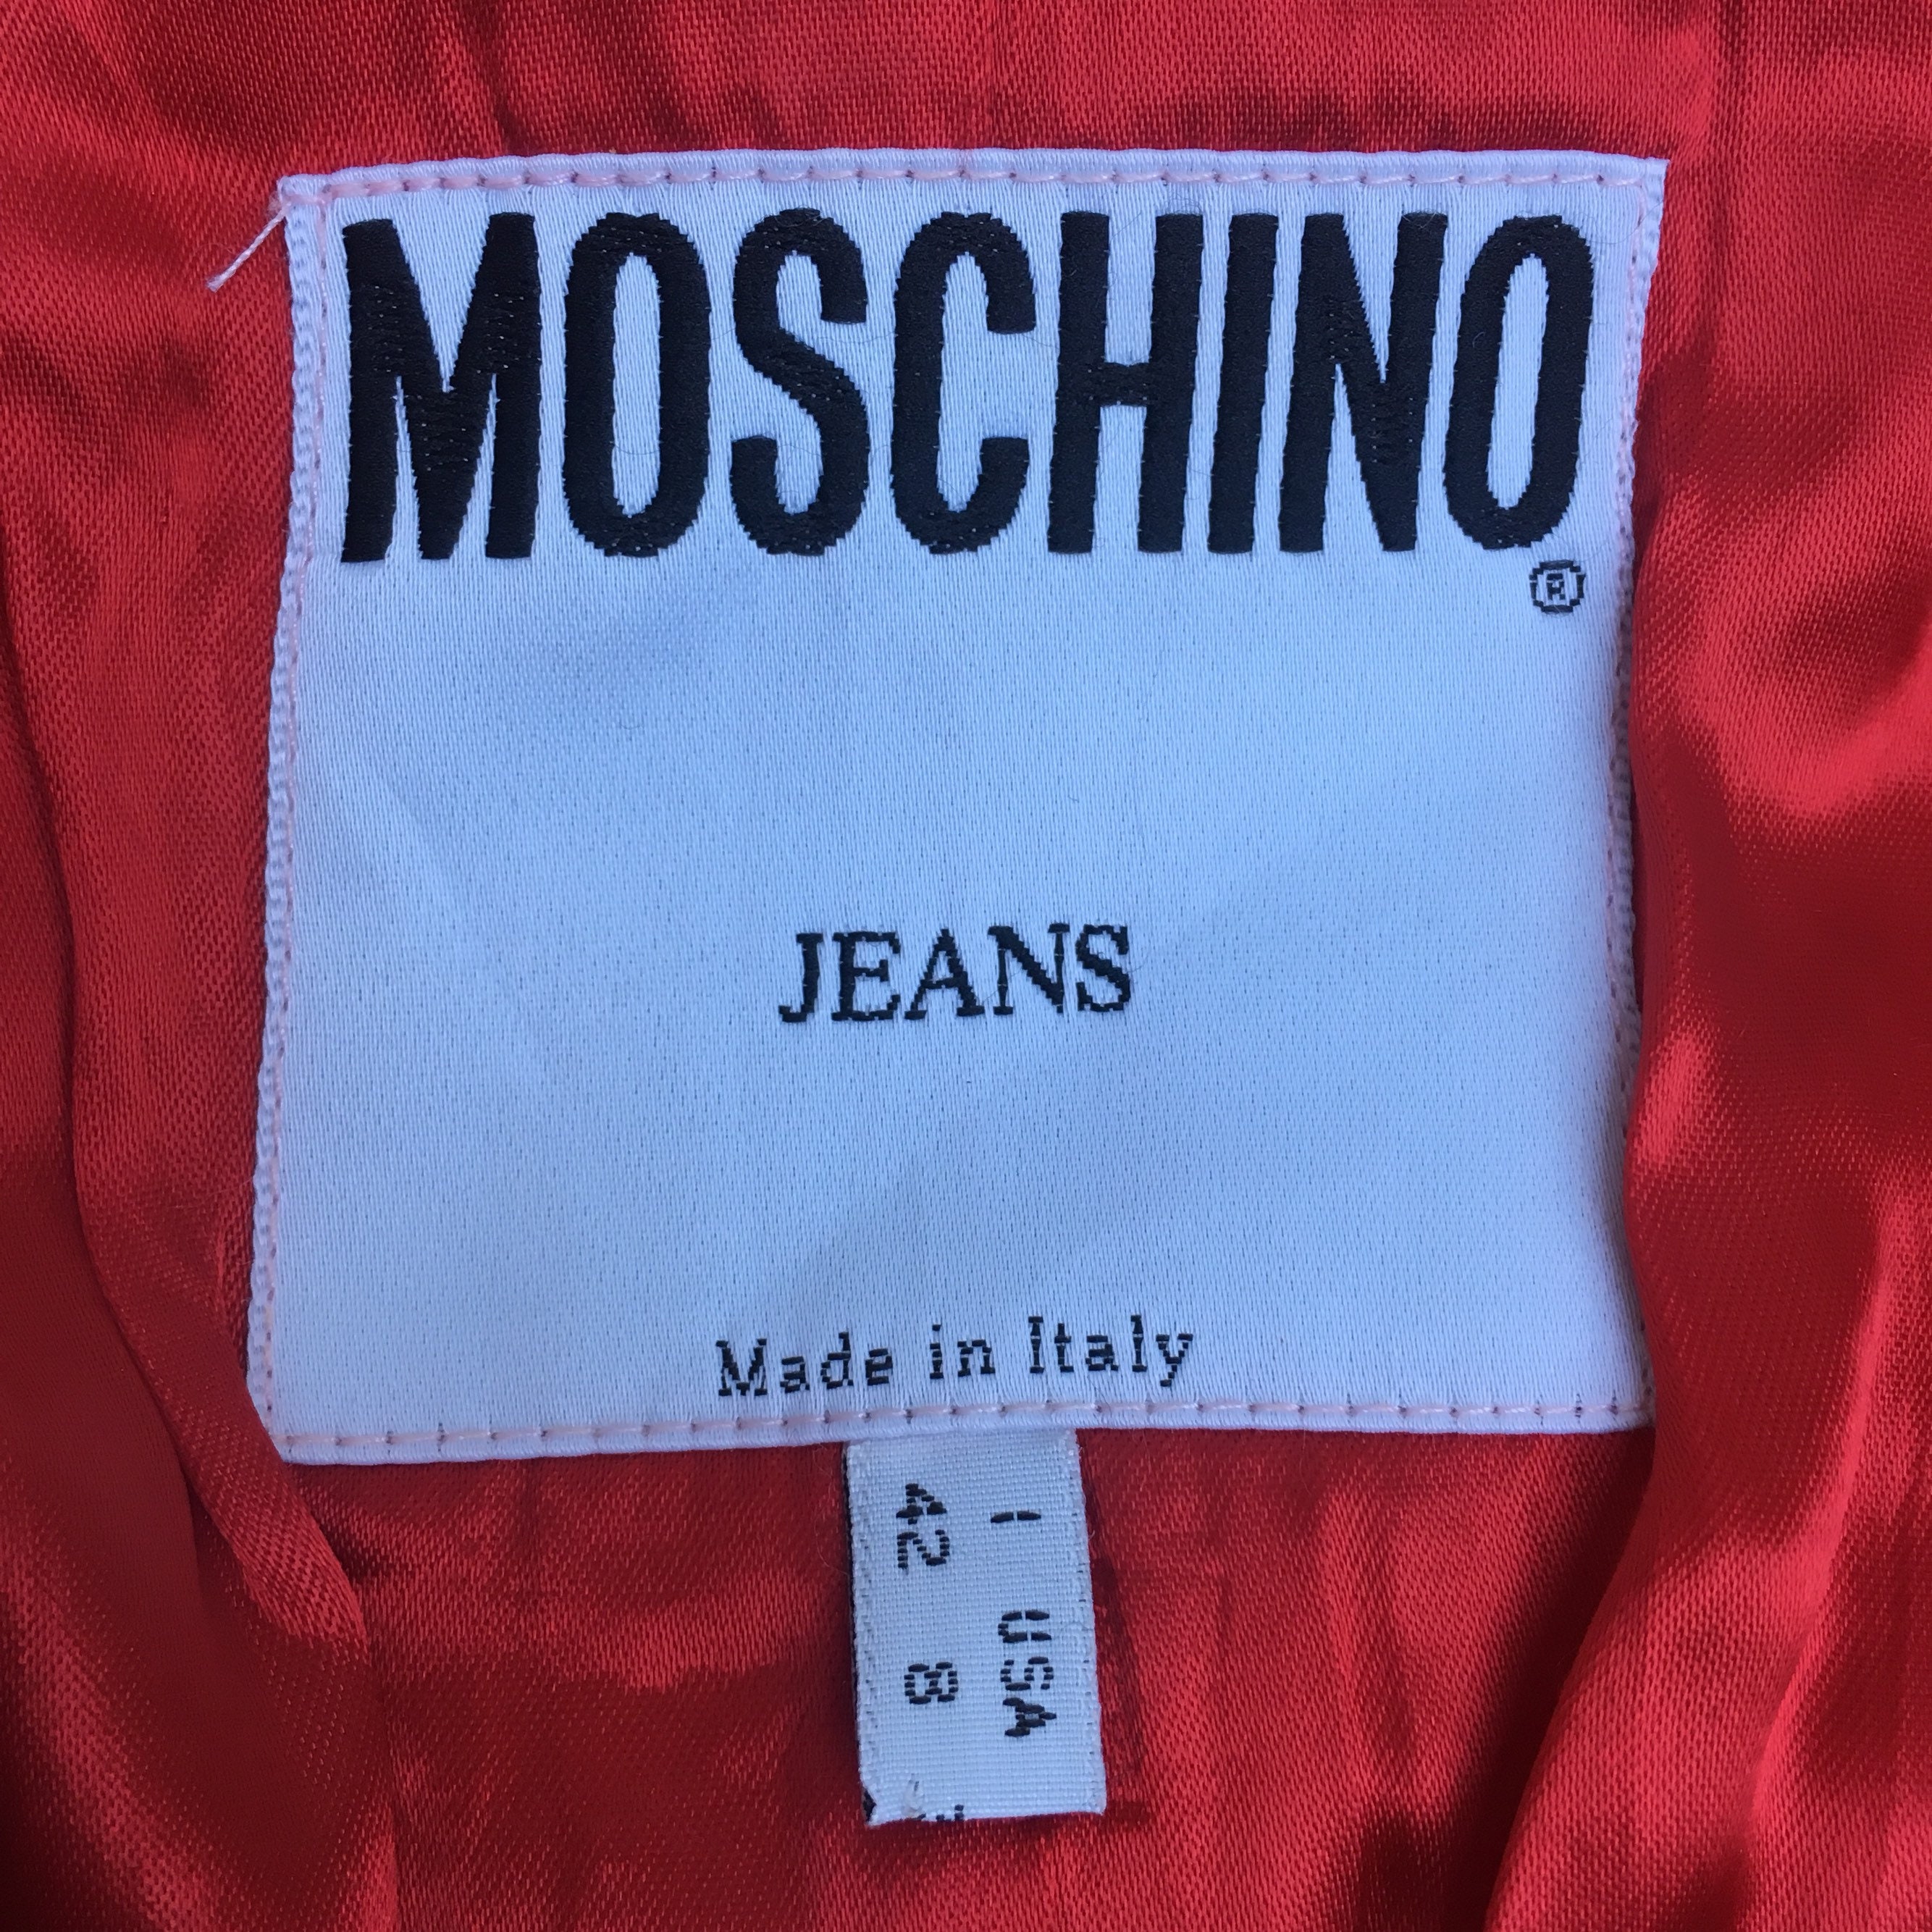 MOSCHINO
®
JEANS
Made in Italy
I USA
42 8